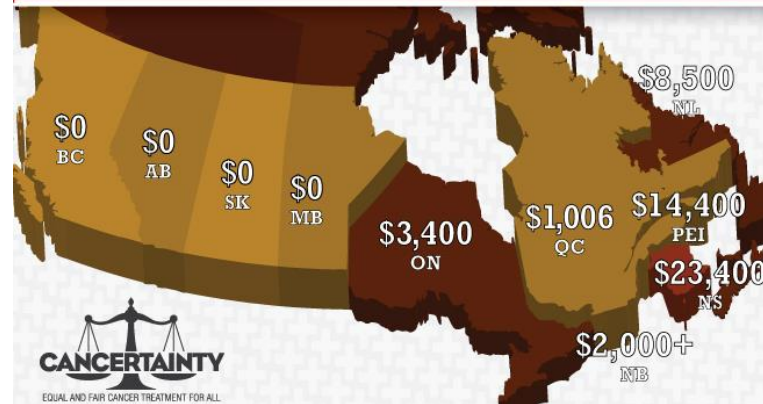 $8,500
NL
$0
BC
$0
AB
$0
SK
$0
MB
$3,400
ON
$1,006
QC
$14,400
PEI
$23,400
NS
$2,000+
NB
CANCERTAINTY
EQUAL AND FAIR CANCER TREATMENT FOR ALL